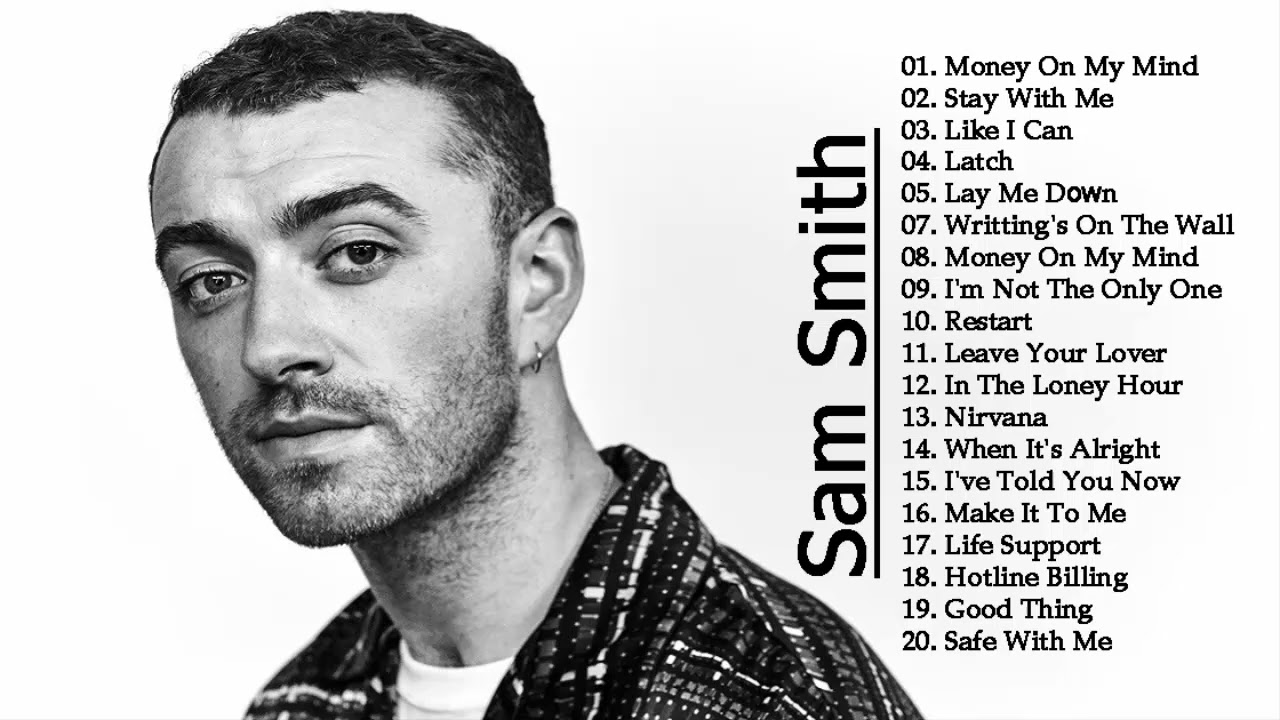 Sam Smith
01. Money On My Mind
02. Stay With Me
03. Like I Can
04. Latch
05. Lay Me Down
07. Writting's On The Wall
08. Money On My Mind
09. I'm Not The Only One
10. Restart
11. Leave Your Lover
12. In The Loney Hour
13. Nirvana
14. When It's Alright
15. I've Told You Now
16. Make It To Me
17. Life Support
18. Hotline Billing
19. Good Thing
20. Safe With Me